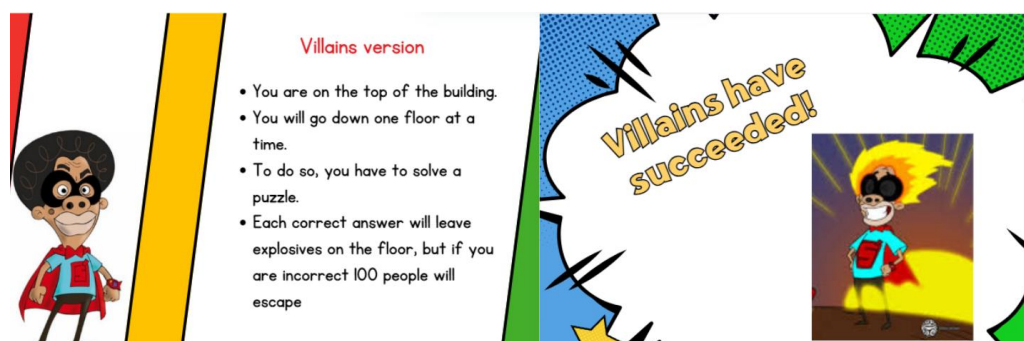 Villains version
• You are on the top of the building.
• You will go down one floor at a
time.
• To do so, you have to solve a
puzzle.
• Each correct answer will leave
explosives on the floor, but if you
are incorrect 100 people will
escape
Villains have
succeeded!
S